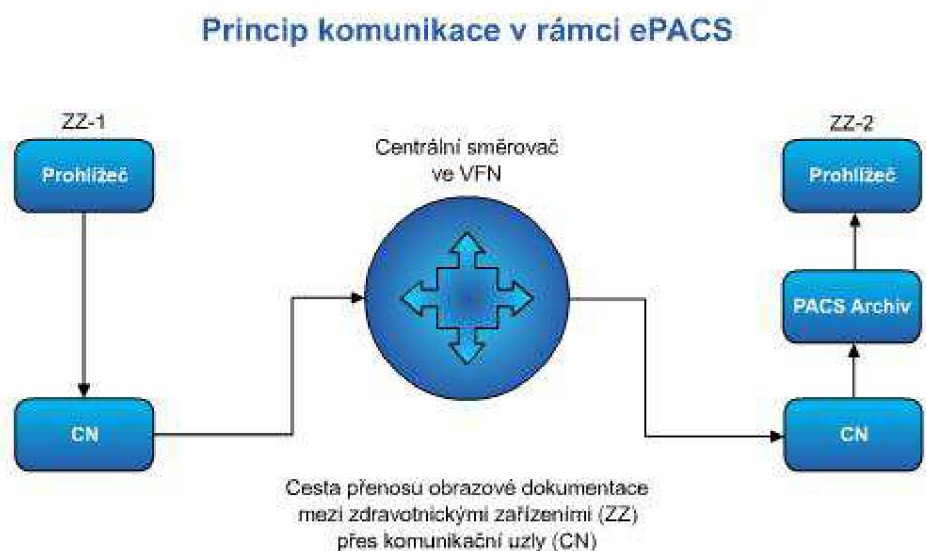 Princip komunikace v rámci ePACS
ZZ-1
Prohlížeč
CN
Centrální směrovač
ve VFN
ZZ-2
Prohlížeč
PACS Archiv
CN
Cesta přenosu obrazové dokumentace
mezi zdravotnickými zařízeními (ZZ)
přes komunikační uzly (CN)